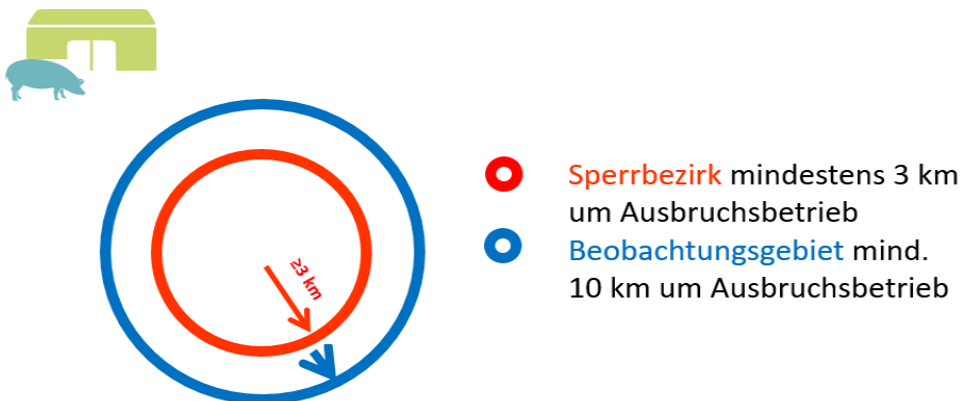 ≥3 km
Sperrbezirk mindestens 3 km
um Ausbruchsbetrieb
Beobachtungsgebiet mind.
10 km um Ausbruchsbetrieb